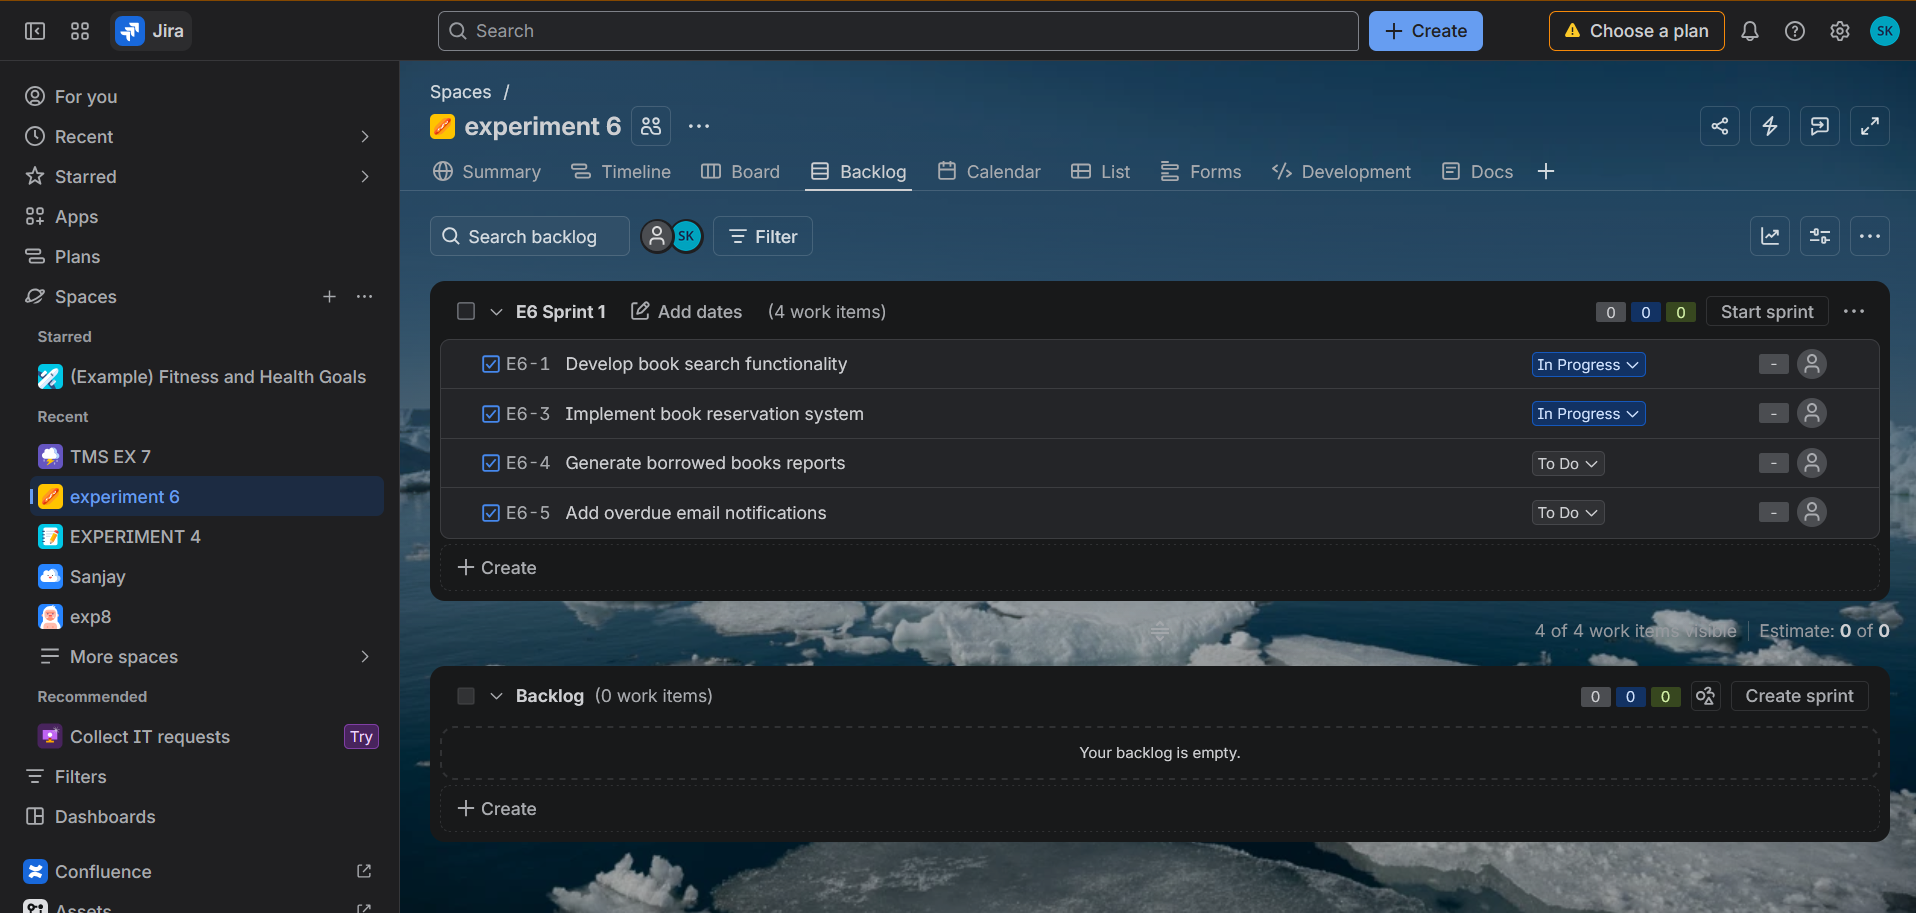 Jira
Search
Create
Choose a plan
SK
For you
Recent
Starred
Apps
Plans
Spaces
Starred
(Example) Fitness and Health Goals
Recent
TMS EX 7
experiment 6
EXPERIMENT 4
Sanjay
exp8
More spaces
Recommended
Collect IT requests Try
Filters
Dashboards
Confluence
Assets
Spaces /
experiment 6
Summary Timeline Board Backlog Calendar List Forms Development Docs
Search backlog SK Filter
E6 Sprint 1 Add dates (4 work items) 0 0 0 Start sprint
E6-1 Develop book search functionality In Progress -
E6-3 Implement book reservation system In Progress -
E6-4 Generate borrowed books reports To Do -
E6-5 Add overdue email notifications To Do -
Create
4 of 4 work items visible Estimate: 0 of 0
Backlog (0 work items) 0 0 0 Create sprint
Your backlog is empty.
Create